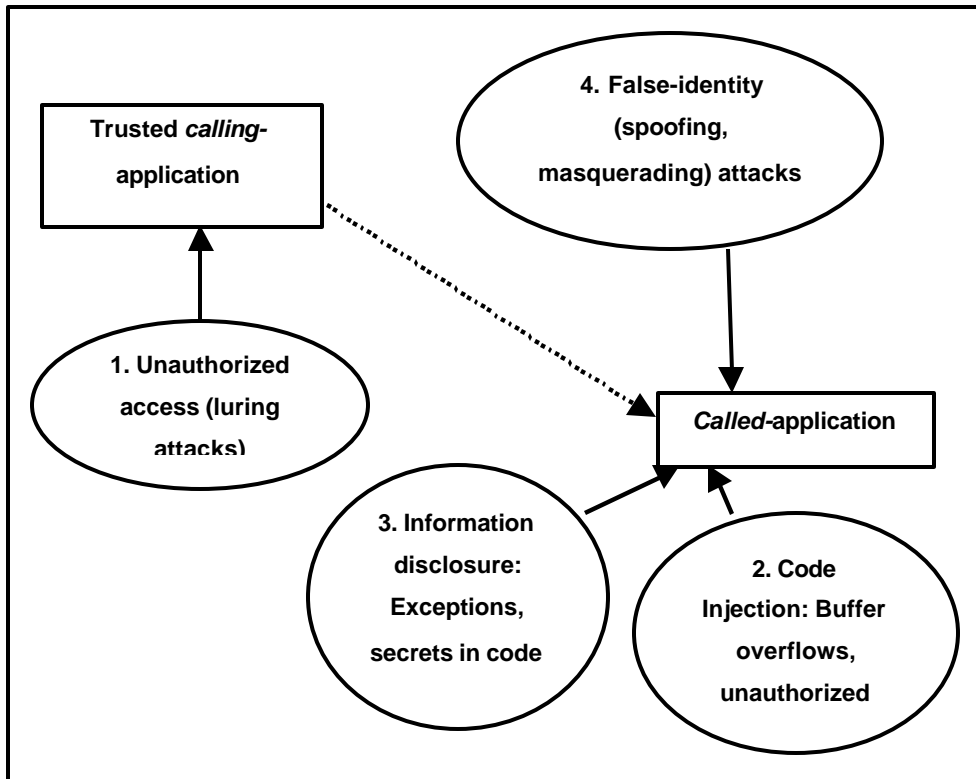 4. False-identity
(spoofing,
masquerading) attacks
Trusted calling-
application
1. Unauthorized
access (luring
attacks)
Called-application
3. Information
disclosure:
Exceptions,
secrets in code
2. Code
Injection: Buffer
overflows,
unauthorized